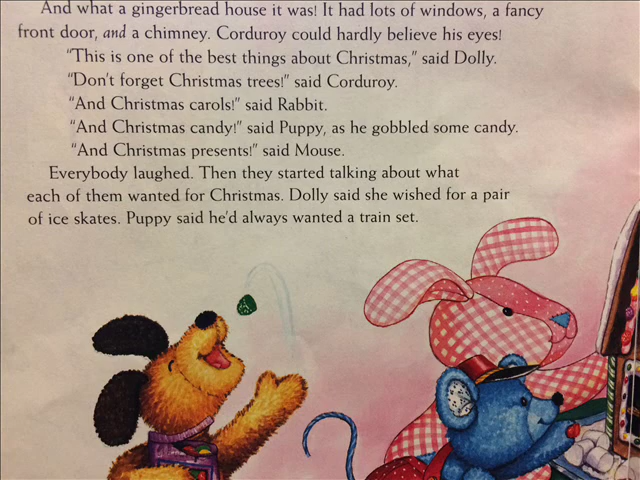 And what a gingerbread house it was! It had lots of windows, a fancy
front door, and a chimney. Corduroy could hardly believe his eyes!
"This is one of the best things about Christmas," said Dolly.
"Don't forget Christmas trees!" said Corduroy.
"And Christmas carols!" said Rabbit.
"And Christmas candy!" said Puppy, as he gobbled some candy.
"And Christmas presents!" said Mouse.
Everybody laughed. Then they started talking about what
each of them wanted for Christmas. Dolly said she wished for a pair
of ice skates. Puppy said he'd always wanted a train set.